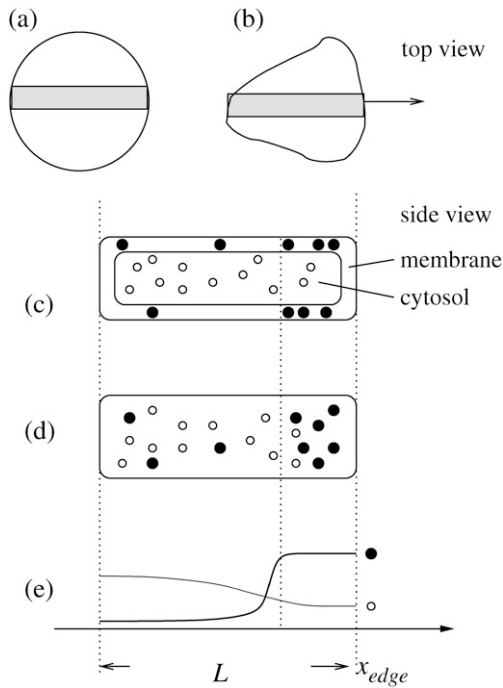 (a)
(b)
top view
side view
membrane
cytosol
(c)
(d)
(e)
L
x_edge